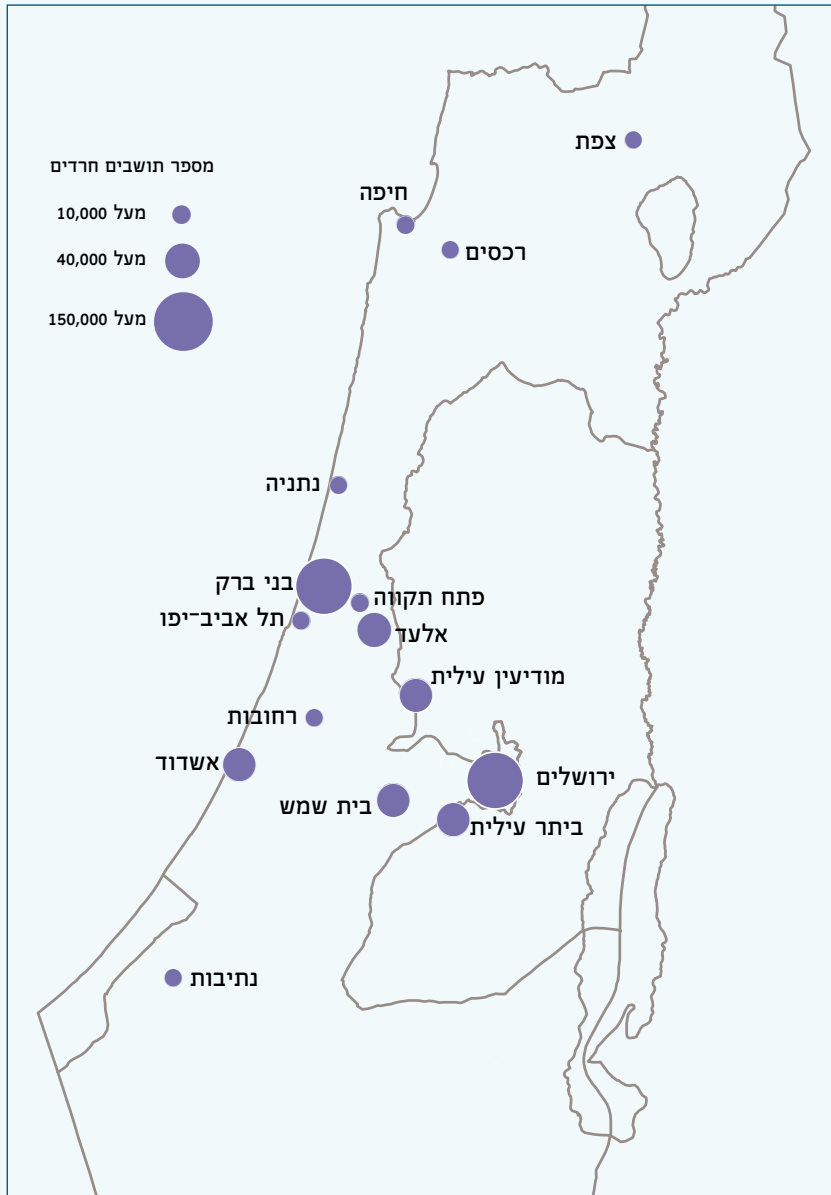 מספר תושבים חרדים
מעל 10,000
מעל 40,000
מעל 150,000
צפת
חיפה
רכסים
נתניה
בני ברק
פתח תקווה
תל אביב-יפו
אלעד
מודיעין עילית
רחובות
אשדוד
ירושלים
בית שמש
ביתר עילית
נתיבות